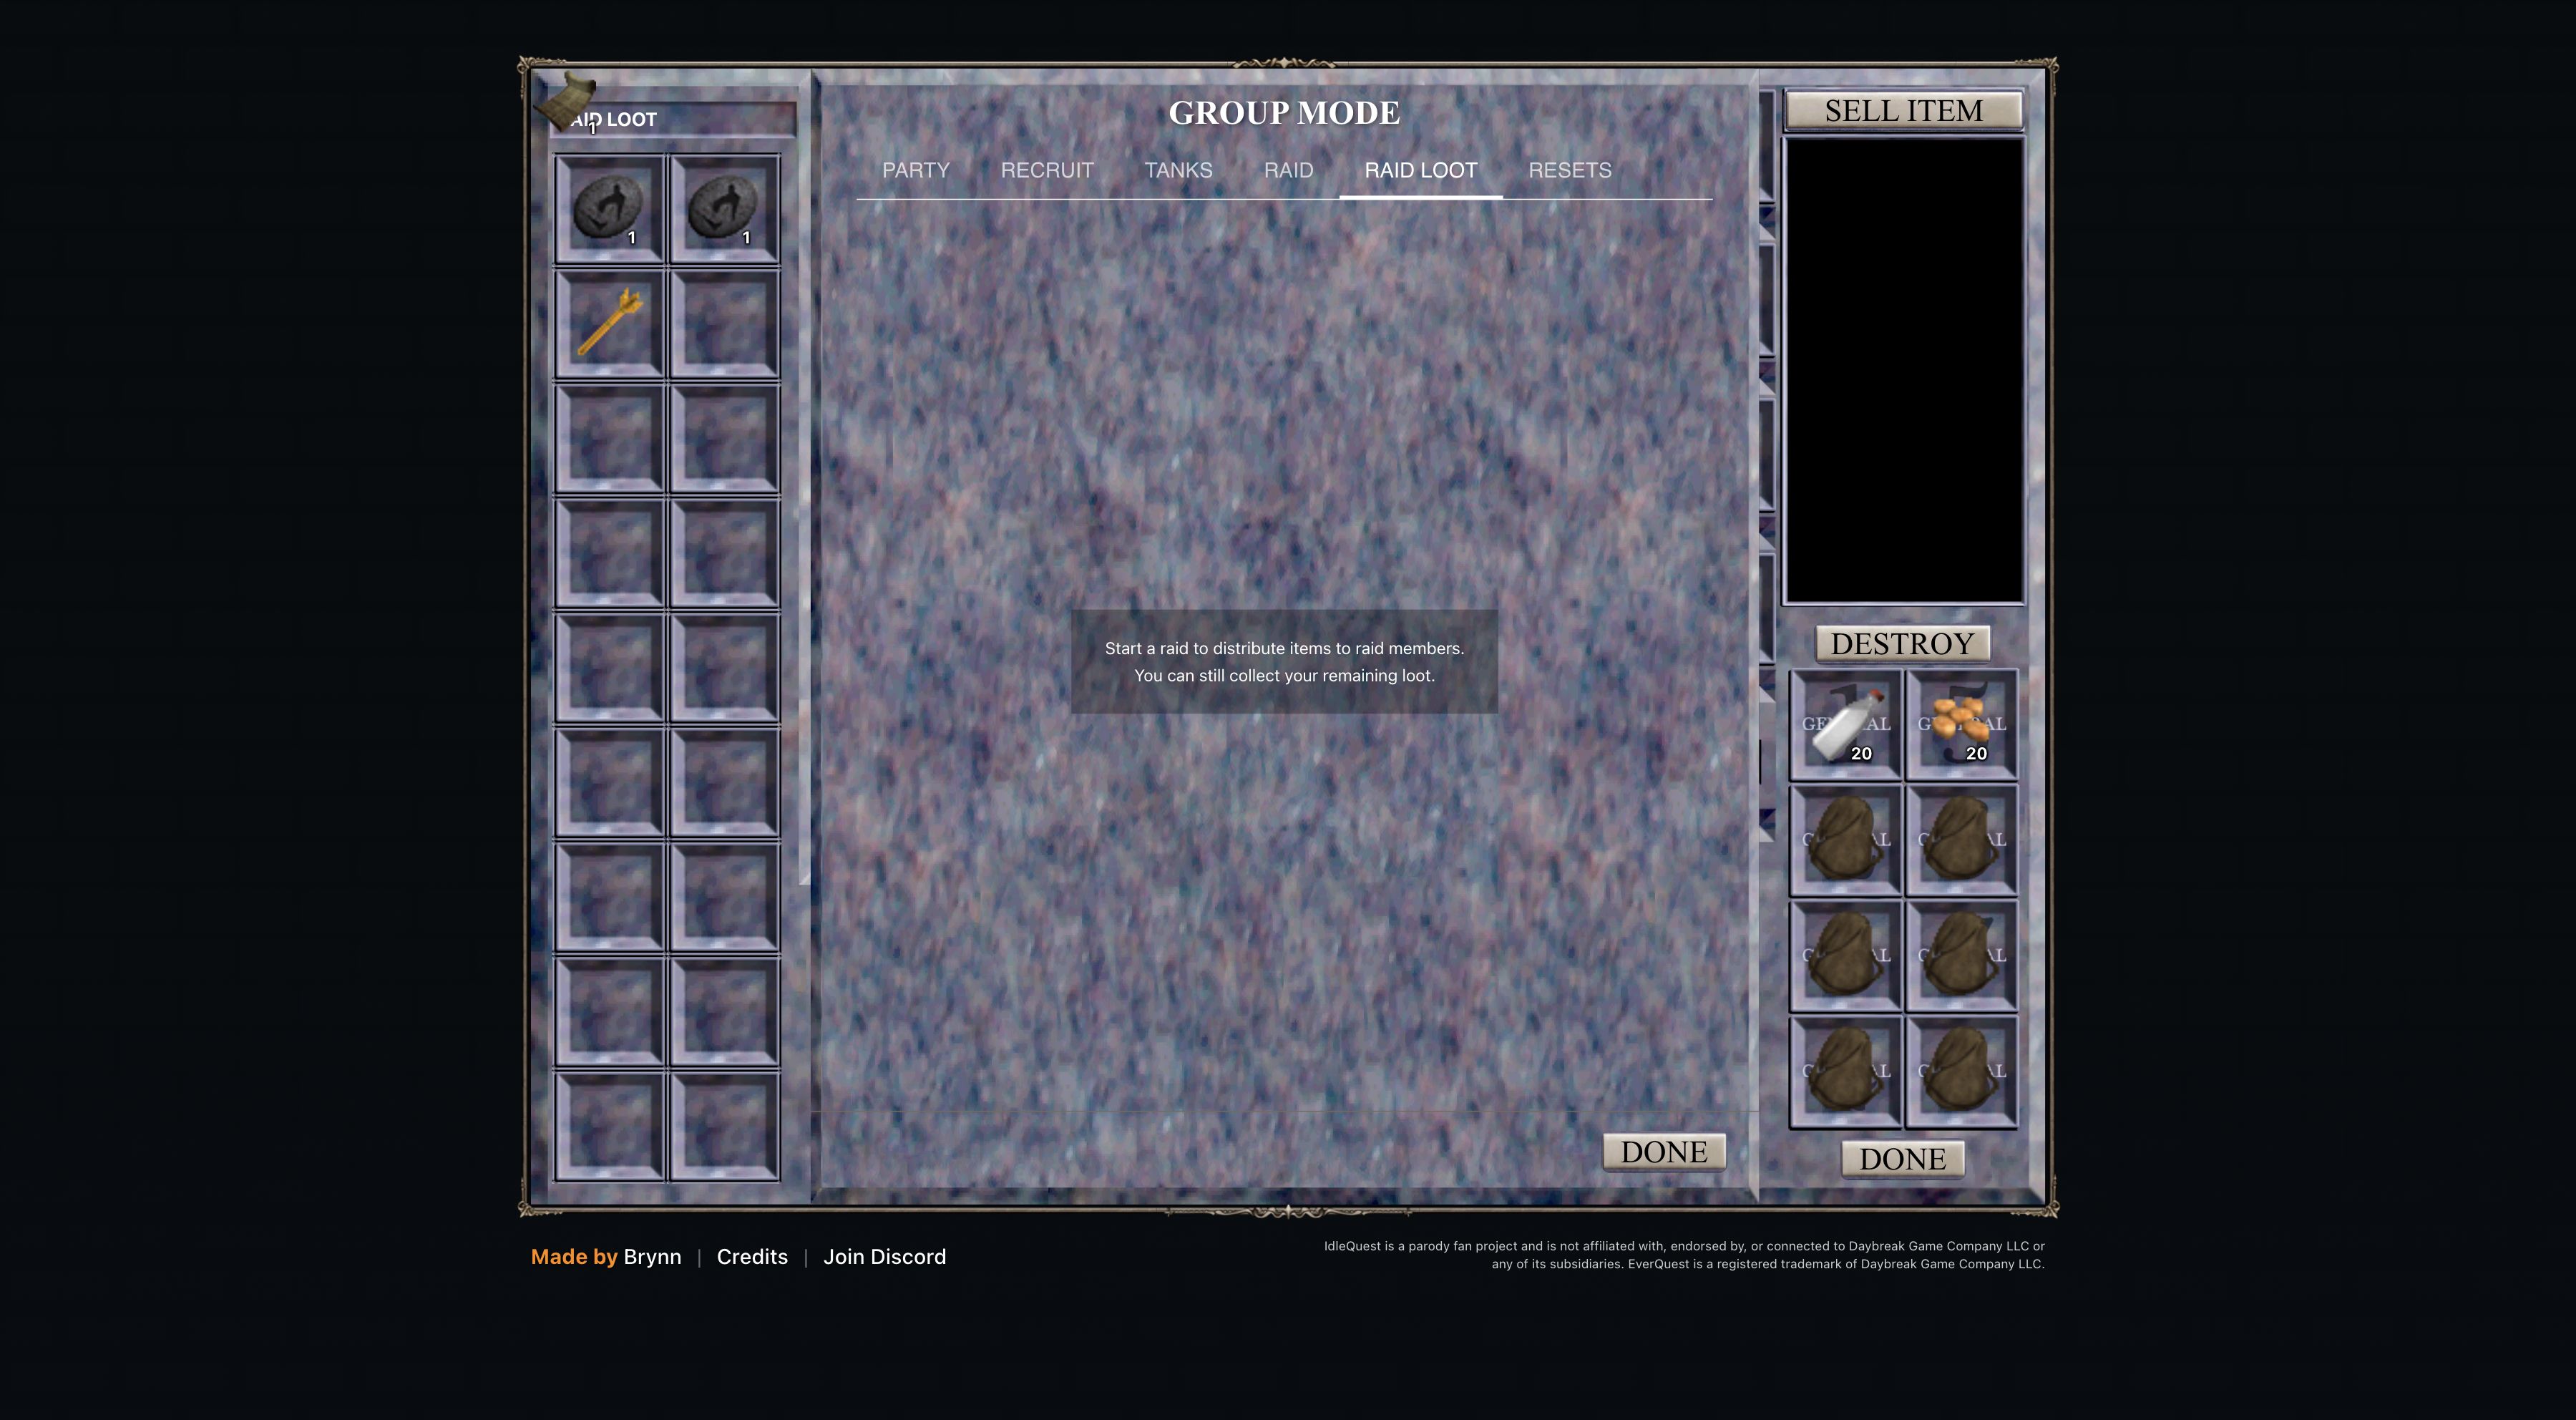 AID LOOT
1
GROUP MODE
PARTY RECRUIT TANKS RAID RAID LOOT RESETS
SELL ITEM
1 1
Start a raid to distribute items to raid members.
You can still collect your remaining loot.
DESTROY
20 20
DONE
DONE
Made by Brynn | Credits | Join Discord
IdleQuest is a parody fan project and is not affiliated with, endorsed by, or connected to Daybreak Game Company LLC or
any of its subsidiaries. EverQuest is a registered trademark of Daybreak Game Company LLC.